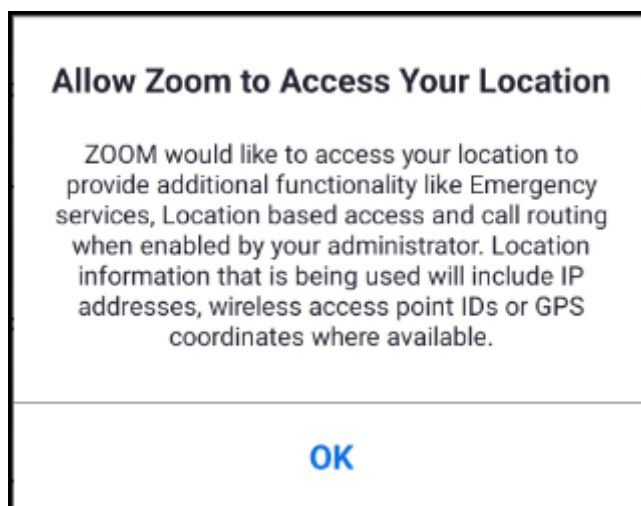 Allow Zoom to Access Your Location
ZOOM would like to access your location to
provide additional functionality like Emergency
services, Location based access and call routing
when enabled by your administrator. Location
information that is being used will include IP
addresses, wireless access point IDs or GPS
coordinates where available.
OK